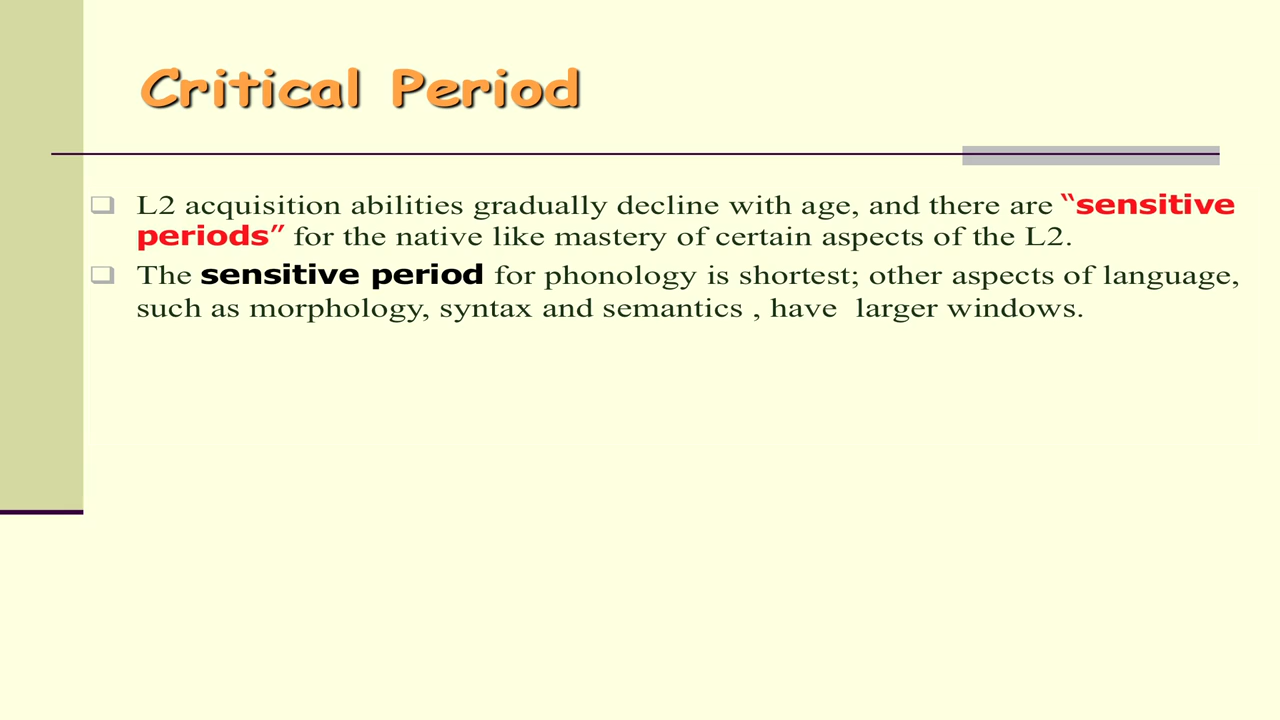 Critical Period
❑ L2 acquisition abilities gradually decline with age, and there are “sensitive
periods” for the native like mastery of certain aspects of the L2.
❑ The sensitive period for phonology is shortest; other aspects of language,
such as morphology, syntax and semantics , have larger windows.